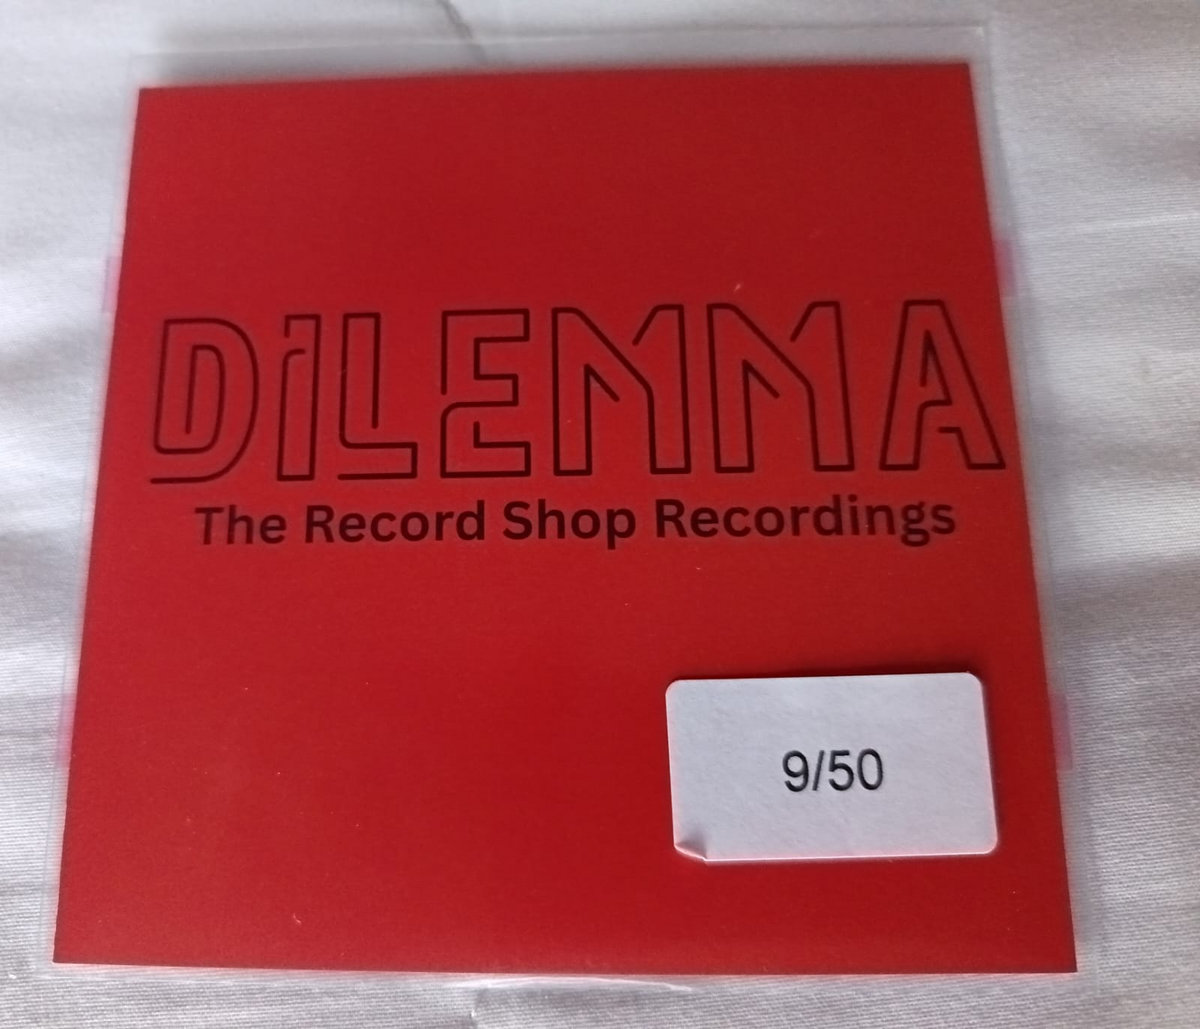 DiLEMMA
The Record Shop Recordings
9/50